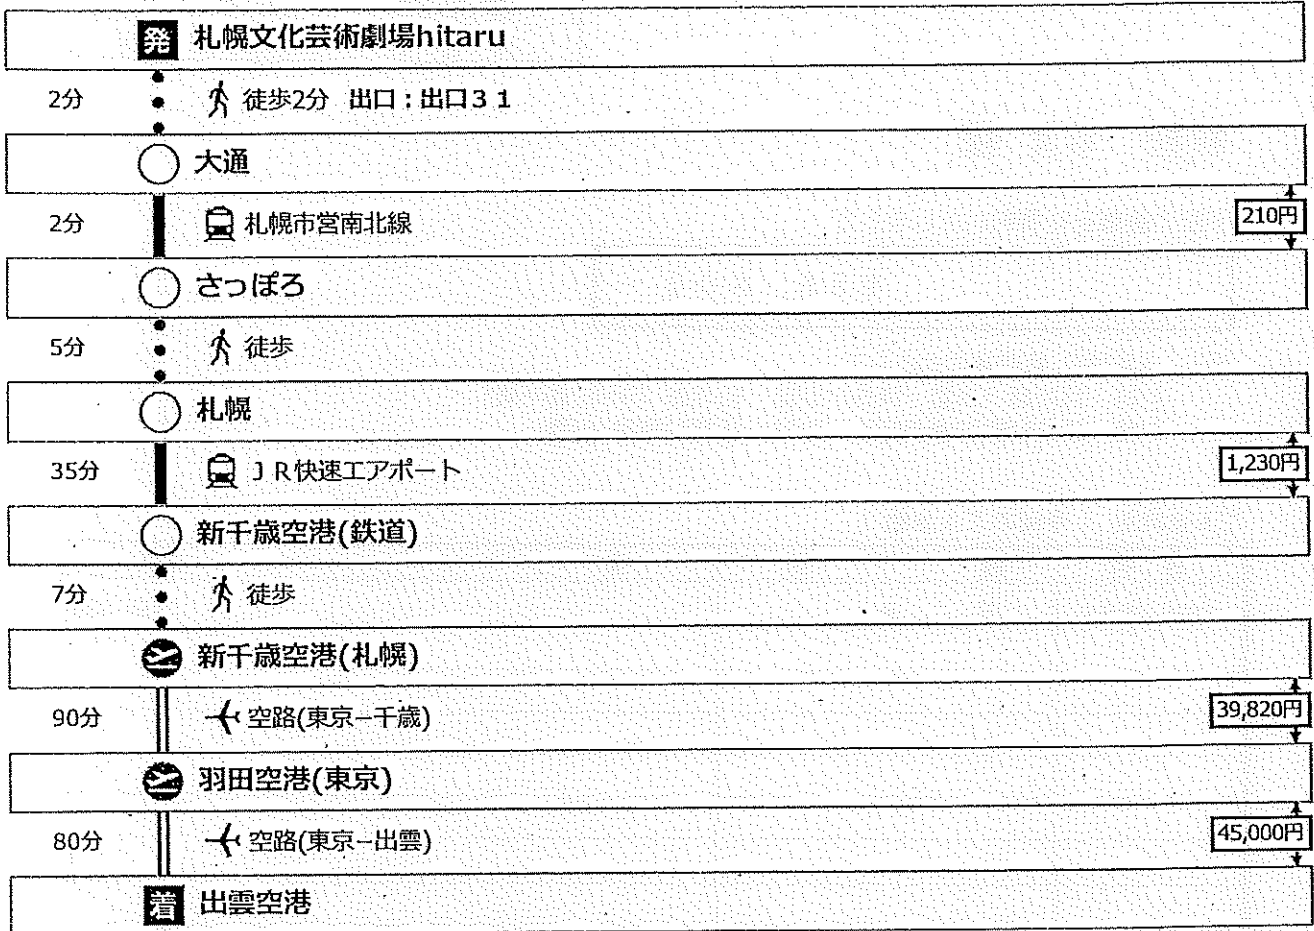 発 札幌文化芸術劇場hitaru
2分 徒歩2分 出口:出口31
大通
2分 札幌市営南北線 210円
さっぽろ
5分 徒歩
札幌
35分 JR快速エアポート 1,230円
新千歳空港(鉄道)
7分 徒歩
新千歳空港(札幌)
90分 空路(東京-千歳) 39,820円
羽田空港(東京)
80分 空路(東京-出雲) 45,000円
着 出雲空港